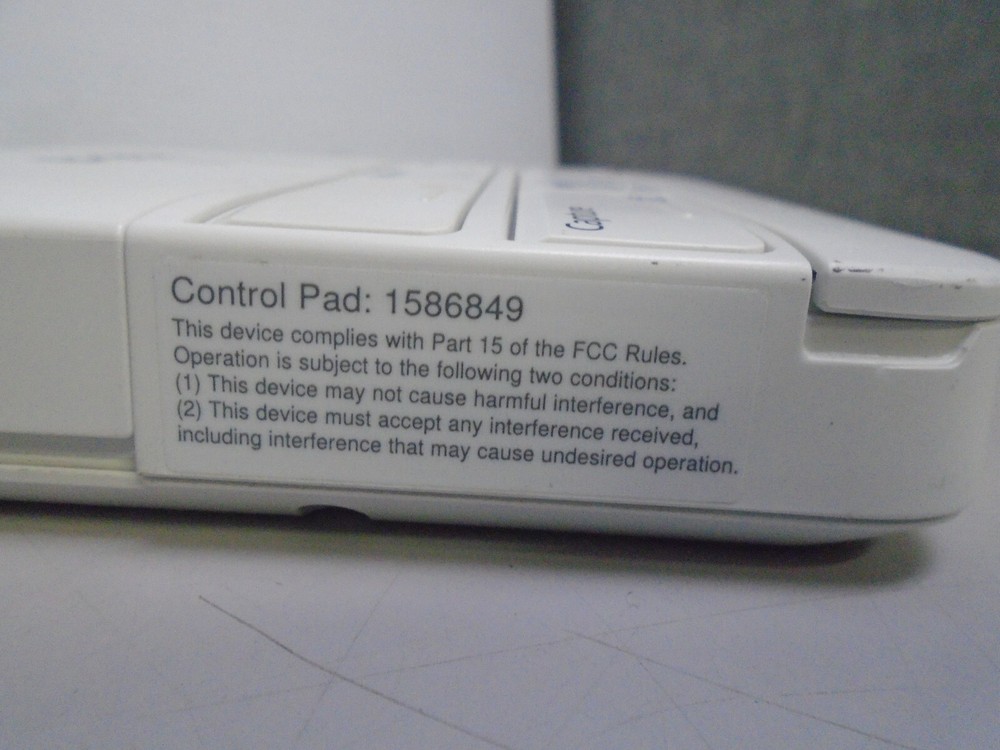 Capture
Control Pad: 1586849
This device complies with Part 15 of the FCC Rules.
Operation is subject to the following two conditions:
(1) This device may not cause harmful interference, and
(2) This device must accept any interference received,
including interference that may cause undesired operation.